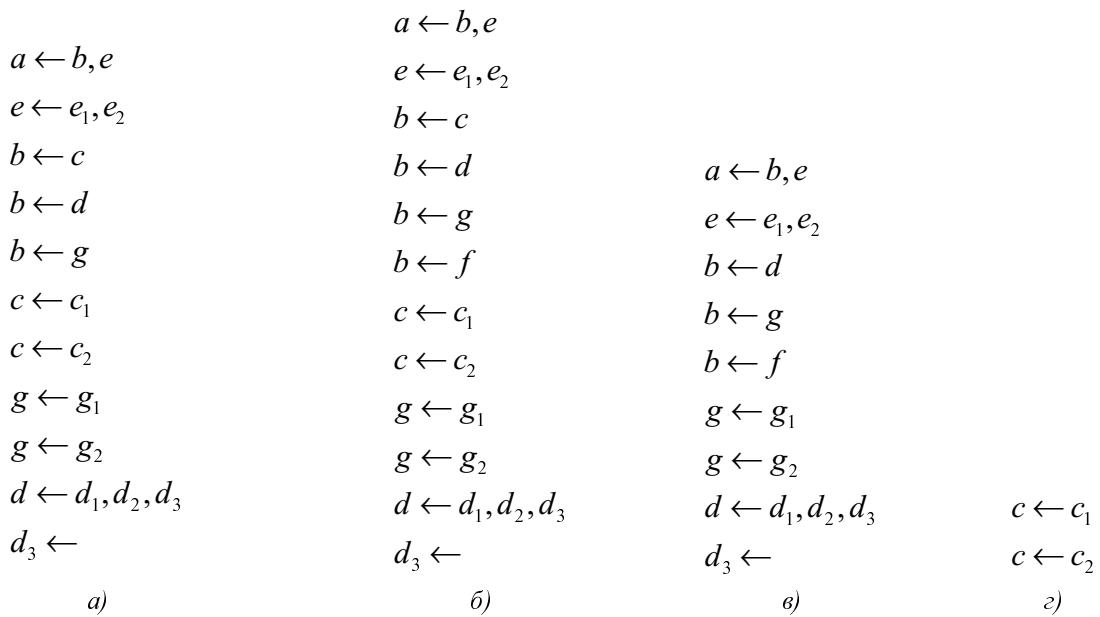 a ← b, e
e ← e₁, e₂
b ← c
b ← d
b ← g
c ← c₁
c ← c₂
g ← g₁
g ← g₂
d ← d₁, d₂, d₃
d₃ ←
а)
a ← b, e
e ← e₁, e₂
b ← c
b ← d
b ← g
b ← f
c ← c₁
c ← c₂
g ← g₁
g ← g₂
d ← d₁, d₂, d₃
d₃ ←
б)
a ← b, e
e ← e₁, e₂
b ← d
b ← g
b ← f
g ← g₁
g ← g₂
d ← d₁, d₂, d₃
d₃ ←
в)
c ← c₁
c ← c₂
г)